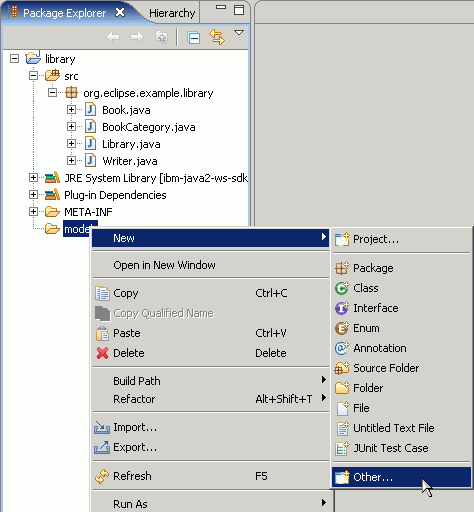 Package Explorer Hierarchy
library
src
org.eclipse.example.library
Book.java
BookCategory.java
Library.java
Writer.java
JRE System Library [ibm-java2-ws-sdk
Plug-in Dependencies
META-INF
model
New
Open in New Window
Copy Ctrl+C
Copy Qualified Name
Paste Ctrl+V
Delete Delete
Build Path
Refactor Alt+Shift+T
Import...
Export...
Refresh F5
Run As
Project...
Package
Class
Interface
Enum
Annotation
Source Folder
Folder
File
Untitled Text File
JUnit Test Case
Other...